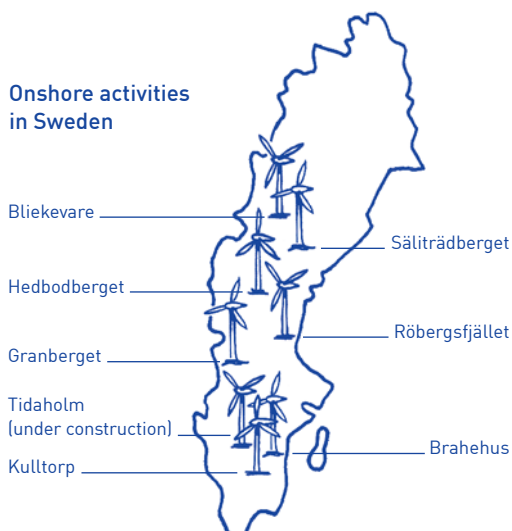 Onshore activities
in Sweden
Bliekevare
Säliträdberget
Hedbodberget
Röbergsfjället
Granberget
Tidaholm
(under construction)
Brahehus
Kulltorp